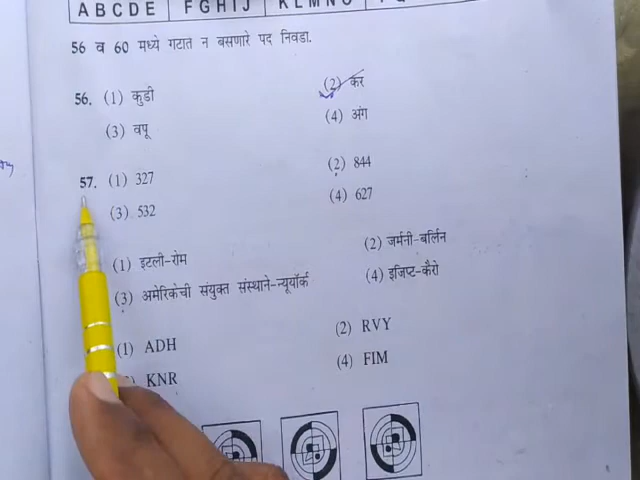 A B C D E F G H I J K L M N O
56 व 60 मध्ये गटात न बसणारे पद निवडा.
56. (1) कुडी (2) कर
(3) वपू (4) अंग
57. (1) 327 (2) 844
(3) 532 (4) 627
(1) इटली-रोम (2) जर्मनी-बर्लिन
(3) अमेरिकेची संयुक्त संस्थाने-न्यूयॉर्क (4) इजिप्ट-कैरो
(1) ADH (2) RVY
KNR (4) FIM